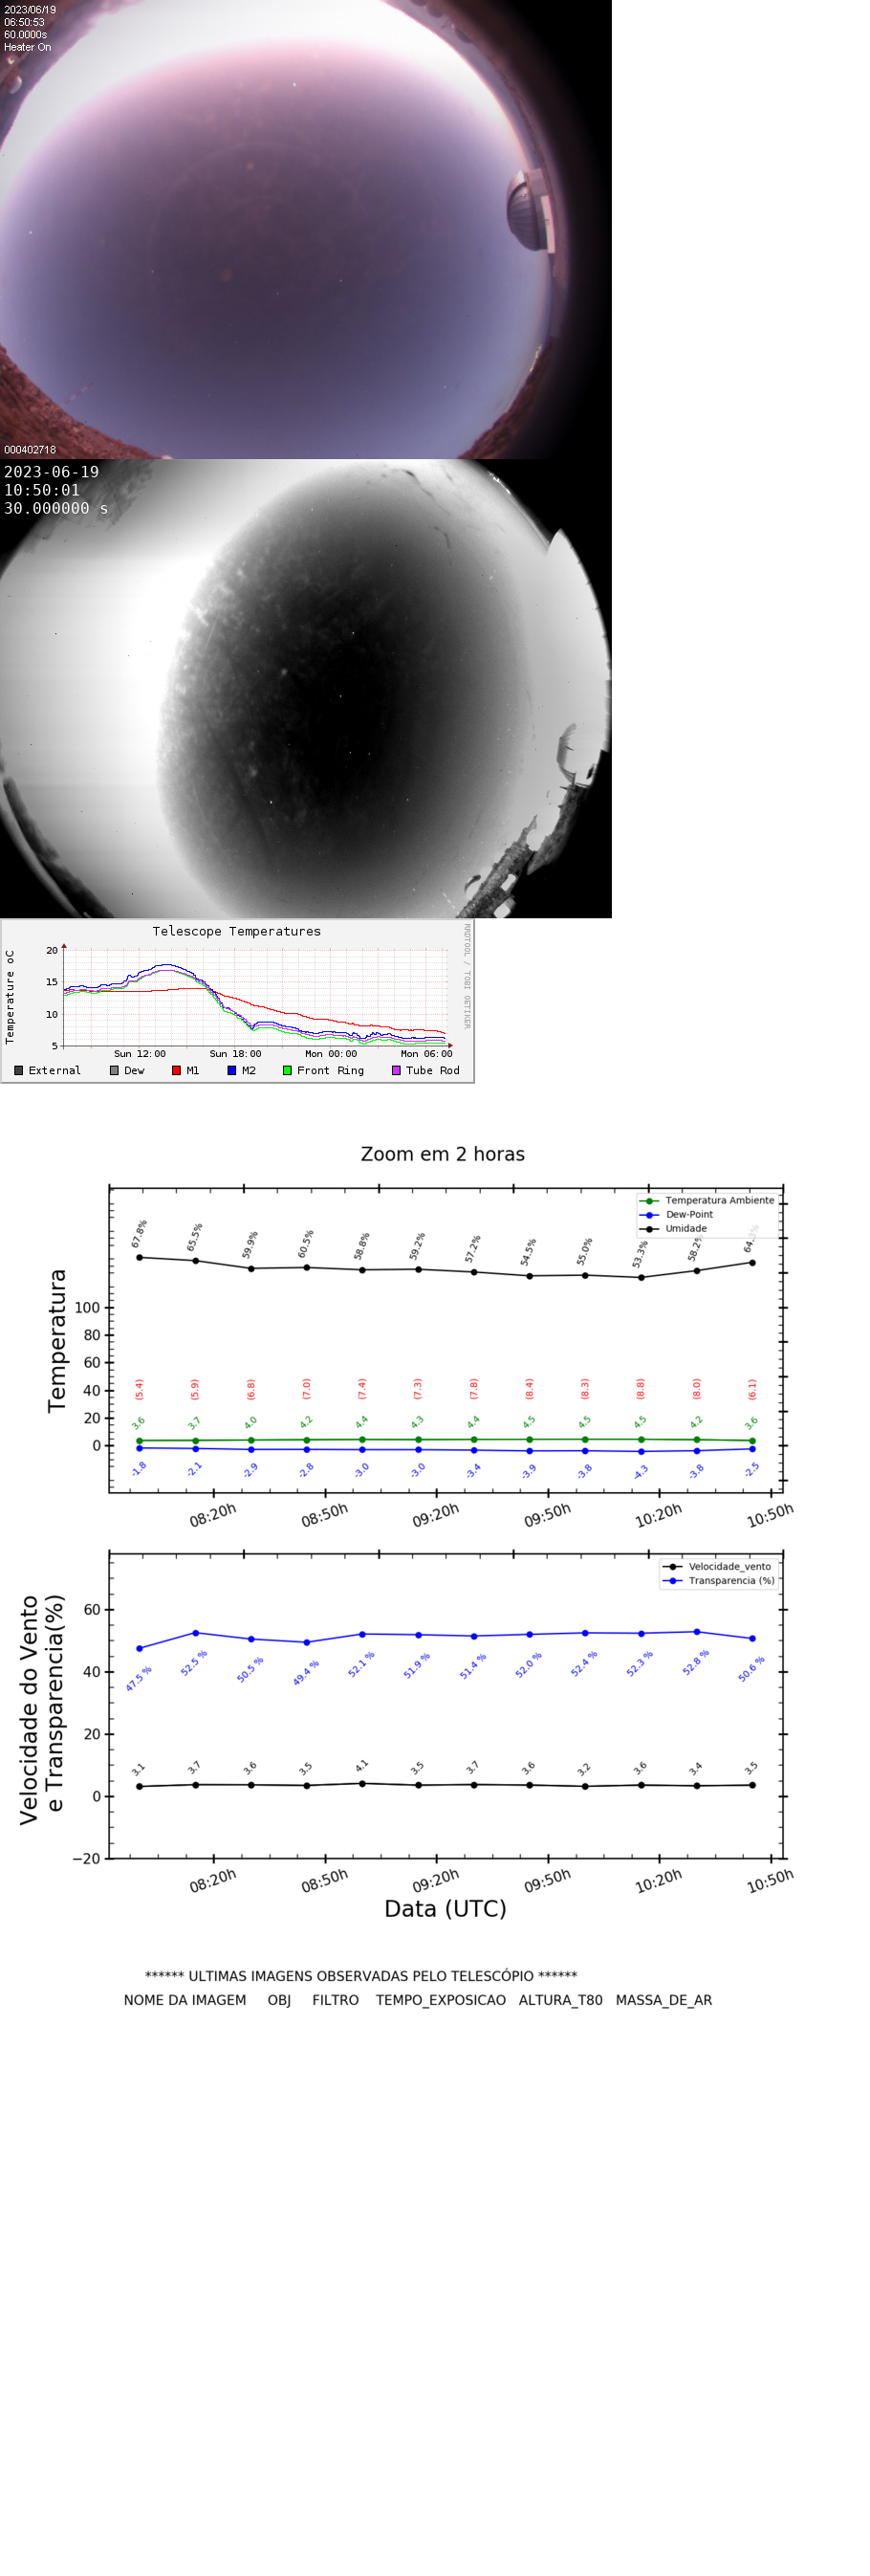 2023/06/19
06:50:53
60.0000s
Heater On
000402718
2023-06-19
10:50:01
30.000000 s
Telescope Temperatures
RRDTOOL / TOBI OETIKER
Temperature oC
20
15
10
5
Sun 12:00 Sun 18:00 Mon 00:00 Mon 06:00
External Dew M1 M2 Front Ring Tube Rod
Zoom em 2 horas
Temperatura Ambiente
Dew-Point
Umidade
67.8% 65.5% 59.9% 60.5% 58.8% 59.2% 57.2% 54.5% 55.0% 53.3% 58.2%
Temperatura
100
80
60
40
20
0
(5.4) (5.9) (6.8) (7.0) (7.4) (7.3) (7.8) (8.4) (8.3) (8.8) (8.0) (6.1)
3.6 3.7 4.0 4.2 4.4 4.3 4.4 4.5 4.5 4.5 4.2 3.6
-1.8 -2.1 -2.9 -2.8 -3.0 -3.0 -3.4 -3.9 -3.8 -4.3 -3.8 -2.5
08:20h 08:50h 09:20h 09:50h 10:20h 10:50h
Velocidade_vento
Transparencia (%)
Velocidade do Vento
e Transparencia(%)
60
40
20
0
−20
47.5 % 52.5 % 50.5 % 49.4 % 52.1 % 51.9 % 51.4 % 52.0 % 52.4 % 52.3 % 52.8 % 50.6 %
3.1 3.7 3.6 3.5 4.1 3.5 3.7 3.6 3.2 3.6 3.4 3.5
08:20h 08:50h 09:20h 09:50h 10:20h 10:50h
Data (UTC)
****** ULTIMAS IMAGENS OBSERVADAS PELO TELESCÓPIO ******
NOME DA IMAGEM OBJ FILTRO TEMPO_EXPOSICAO ALTURA_T80 MASSA_DE_AR